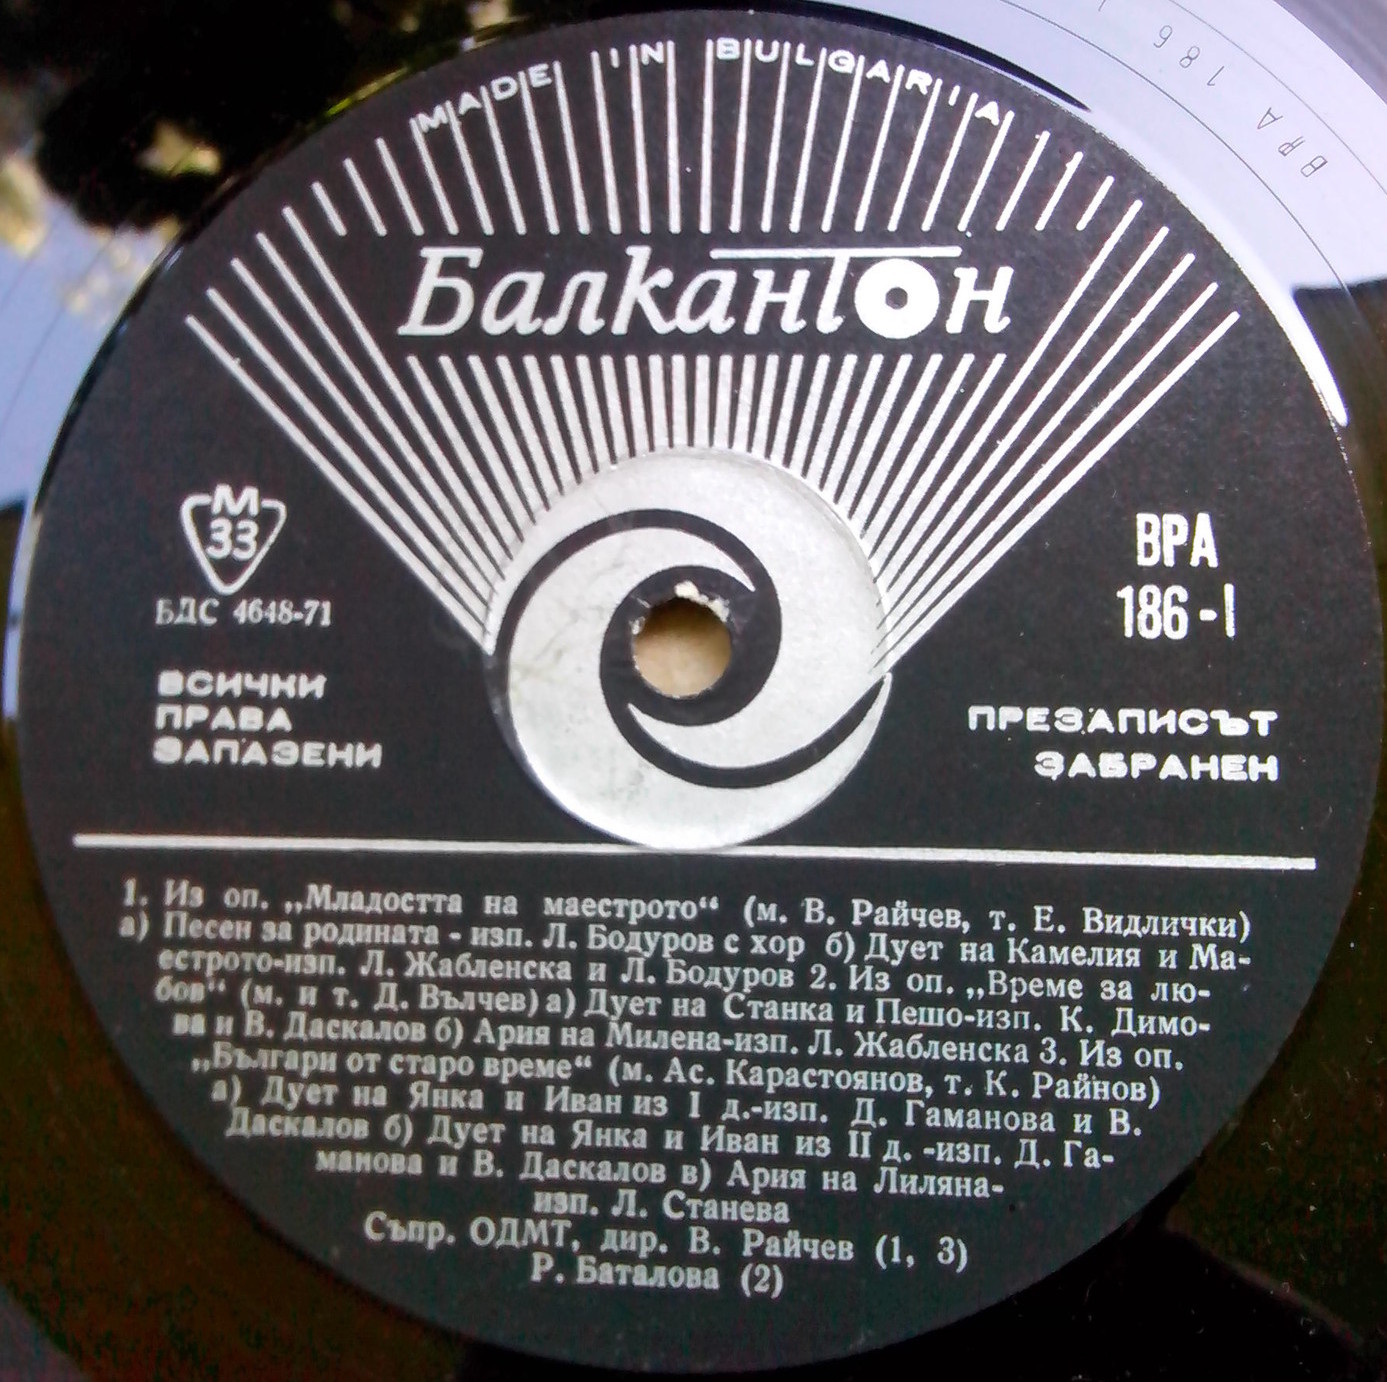 MADE IN BULGARIA
Балкантон
М
33
БДС 4648-71
ВСИЧКИ
ПРАВА
ЗАПАЗЕНИ
ВРА
186 - I
ПРЕЗАПИСЪТ
ЗАБРАНЕН
1. Из оп. „Младостта на маестрото“ (м. В. Райчев, т. Е. Видлички)
а) Песен за родината - изп. Л. Бодуров с хор б) Дует на Камелия и Ма-
естрото-изп. Л. Жабленска и Л. Бодуров 2. Из оп. „Време за лю-
бов“ (м. и т. Д. Вълчев) а) Дует на Станка и Пешо-изп. К. Димо-
ва и В. Даскалов б) Ария на Милена-изп. Л. Жабленска 3. Из оп.
„Българи от старо време“ (м. Ас. Карастоянов, т. К. Райнов)
а) Дует на Янка и Иван из I д.-изп. Д. Гаманова и В.
Даскалов б) Дует на Янка и Иван из II д. -изп. Д. Га-
манова и В. Даскалов в) Ария на Лиляна-
изп. Л. Станева
Съпр. ОДМТ, дир. В. Райчев (1, 3)
Р. Баталова (2)
ВРА 186